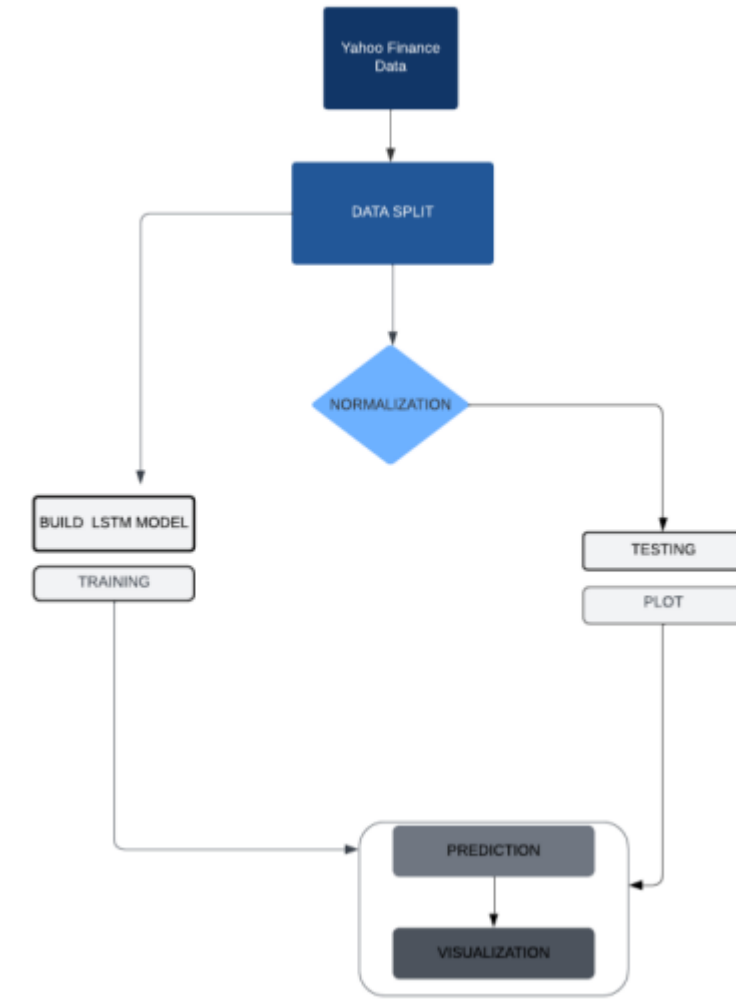 Yahoo Finance
Data
DATA SPLIT
NORMALIZATION
BUILD LSTM MODEL
TRAINING
TESTING
PLOT
PREDICTION
VISUALIZATION